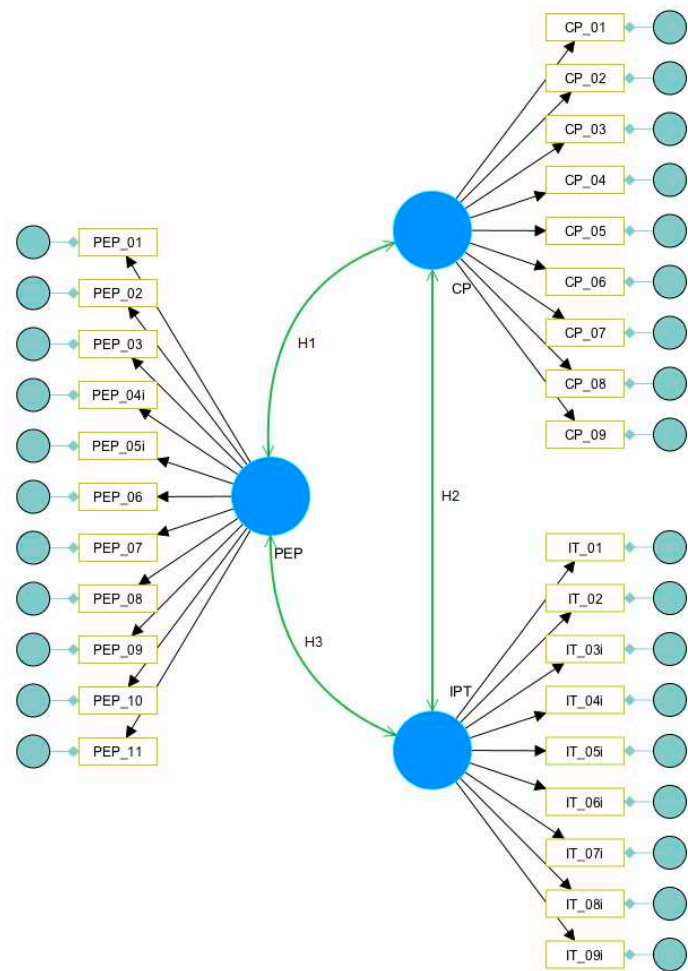 CP_01
CP_02
CP_03
CP_04
CP_05
CP_06
CP_07
CP_08
CP_09
CP
H1
PEP_01
PEP_02
PEP_03
PEP_04i
PEP_05i
PEP_06
PEP_07
PEP_08
PEP_09
PEP_10
PEP_11
PEP
H2
H3
IPT
IT_01
IT_02
IT_03i
IT_04i
IT_05i
IT_06i
IT_07i
IT_08i
IT_09i